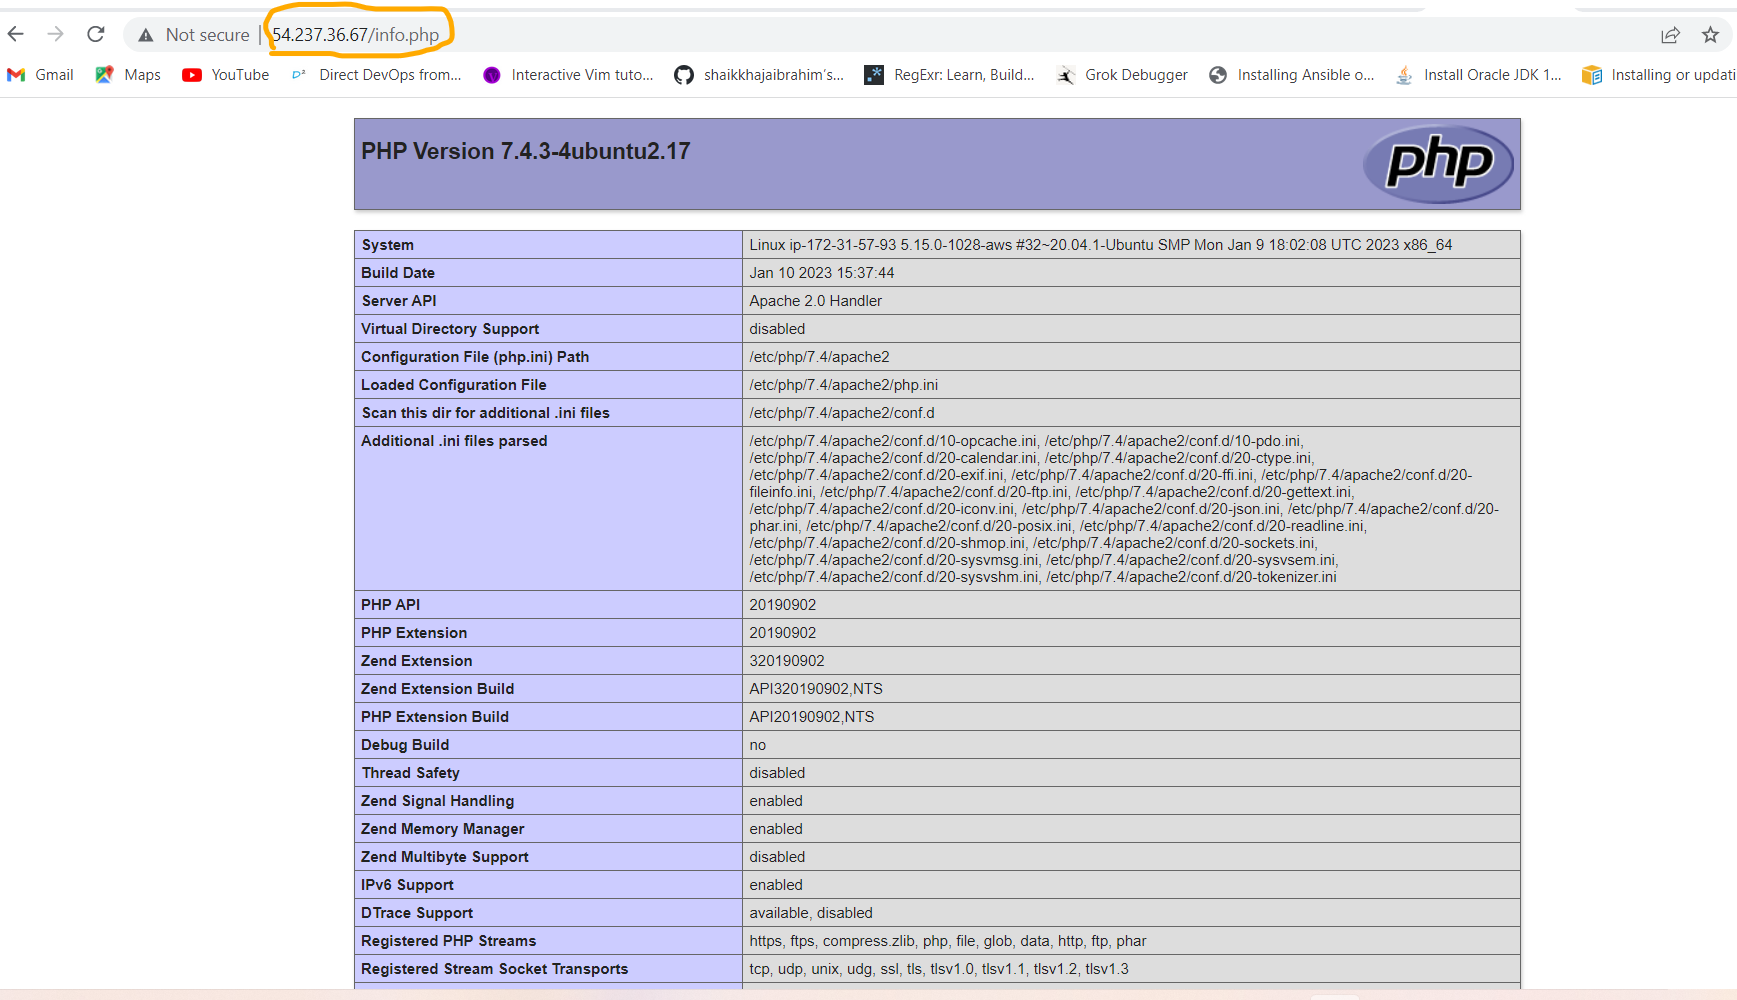 Not secure | 54.237.36.67/info.php
Gmail Maps YouTube Direct DevOps from... Interactive Vim tuto... shaikkhajaibrahim's... RegExr: Learn, Build... Grok Debugger Installing Ansible o... Install Oracle JDK 1... Installing or updati
PHP Version 7.4.3-4ubuntu2.17
php
System Linux ip-172-31-57-93 5.15.0-1028-aws #32~20.04.1-Ubuntu SMP Mon Jan 9 18:02:08 UTC 2023 x86_64
Build Date Jan 10 2023 15:37:44
Server API Apache 2.0 Handler
Virtual Directory Support disabled
Configuration File (php.ini) Path /etc/php/7.4/apache2
Loaded Configuration File /etc/php/7.4/apache2/php.ini
Scan this dir for additional .ini files /etc/php/7.4/apache2/conf.d
Additional .ini files parsed /etc/php/7.4/apache2/conf.d/10-opcache.ini, /etc/php/7.4/apache2/conf.d/10-pdo.ini,
/etc/php/7.4/apache2/conf.d/20-calendar.ini, /etc/php/7.4/apache2/conf.d/20-ctype.ini,
/etc/php/7.4/apache2/conf.d/20-exif.ini, /etc/php/7.4/apache2/conf.d/20-ffi.ini, /etc/php/7.4/apache2/conf.d/20-
fileinfo.ini, /etc/php/7.4/apache2/conf.d/20-ftp.ini, /etc/php/7.4/apache2/conf.d/20-gettext.ini,
/etc/php/7.4/apache2/conf.d/20-iconv.ini, /etc/php/7.4/apache2/conf.d/20-json.ini, /etc/php/7.4/apache2/conf.d/20-
phar.ini, /etc/php/7.4/apache2/conf.d/20-posix.ini, /etc/php/7.4/apache2/conf.d/20-readline.ini,
/etc/php/7.4/apache2/conf.d/20-shmop.ini, /etc/php/7.4/apache2/conf.d/20-sockets.ini,
/etc/php/7.4/apache2/conf.d/20-sysvmsg.ini, /etc/php/7.4/apache2/conf.d/20-sysvsem.ini,
/etc/php/7.4/apache2/conf.d/20-sysvshm.ini, /etc/php/7.4/apache2/conf.d/20-tokenizer.ini
PHP API 20190902
PHP Extension 20190902
Zend Extension 320190902
Zend Extension Build API320190902,NTS
PHP Extension Build API20190902,NTS
Debug Build no
Thread Safety disabled
Zend Signal Handling enabled
Zend Memory Manager enabled
Zend Multibyte Support disabled
IPv6 Support enabled
DTrace Support available, disabled
Registered PHP Streams https, ftps, compress.zlib, php, file, glob, data, http, ftp, phar
Registered Stream Socket Transports tcp, udp, unix, udg, ssl, tls, tlsv1.0, tlsv1.1, tlsv1.2, tlsv1.3